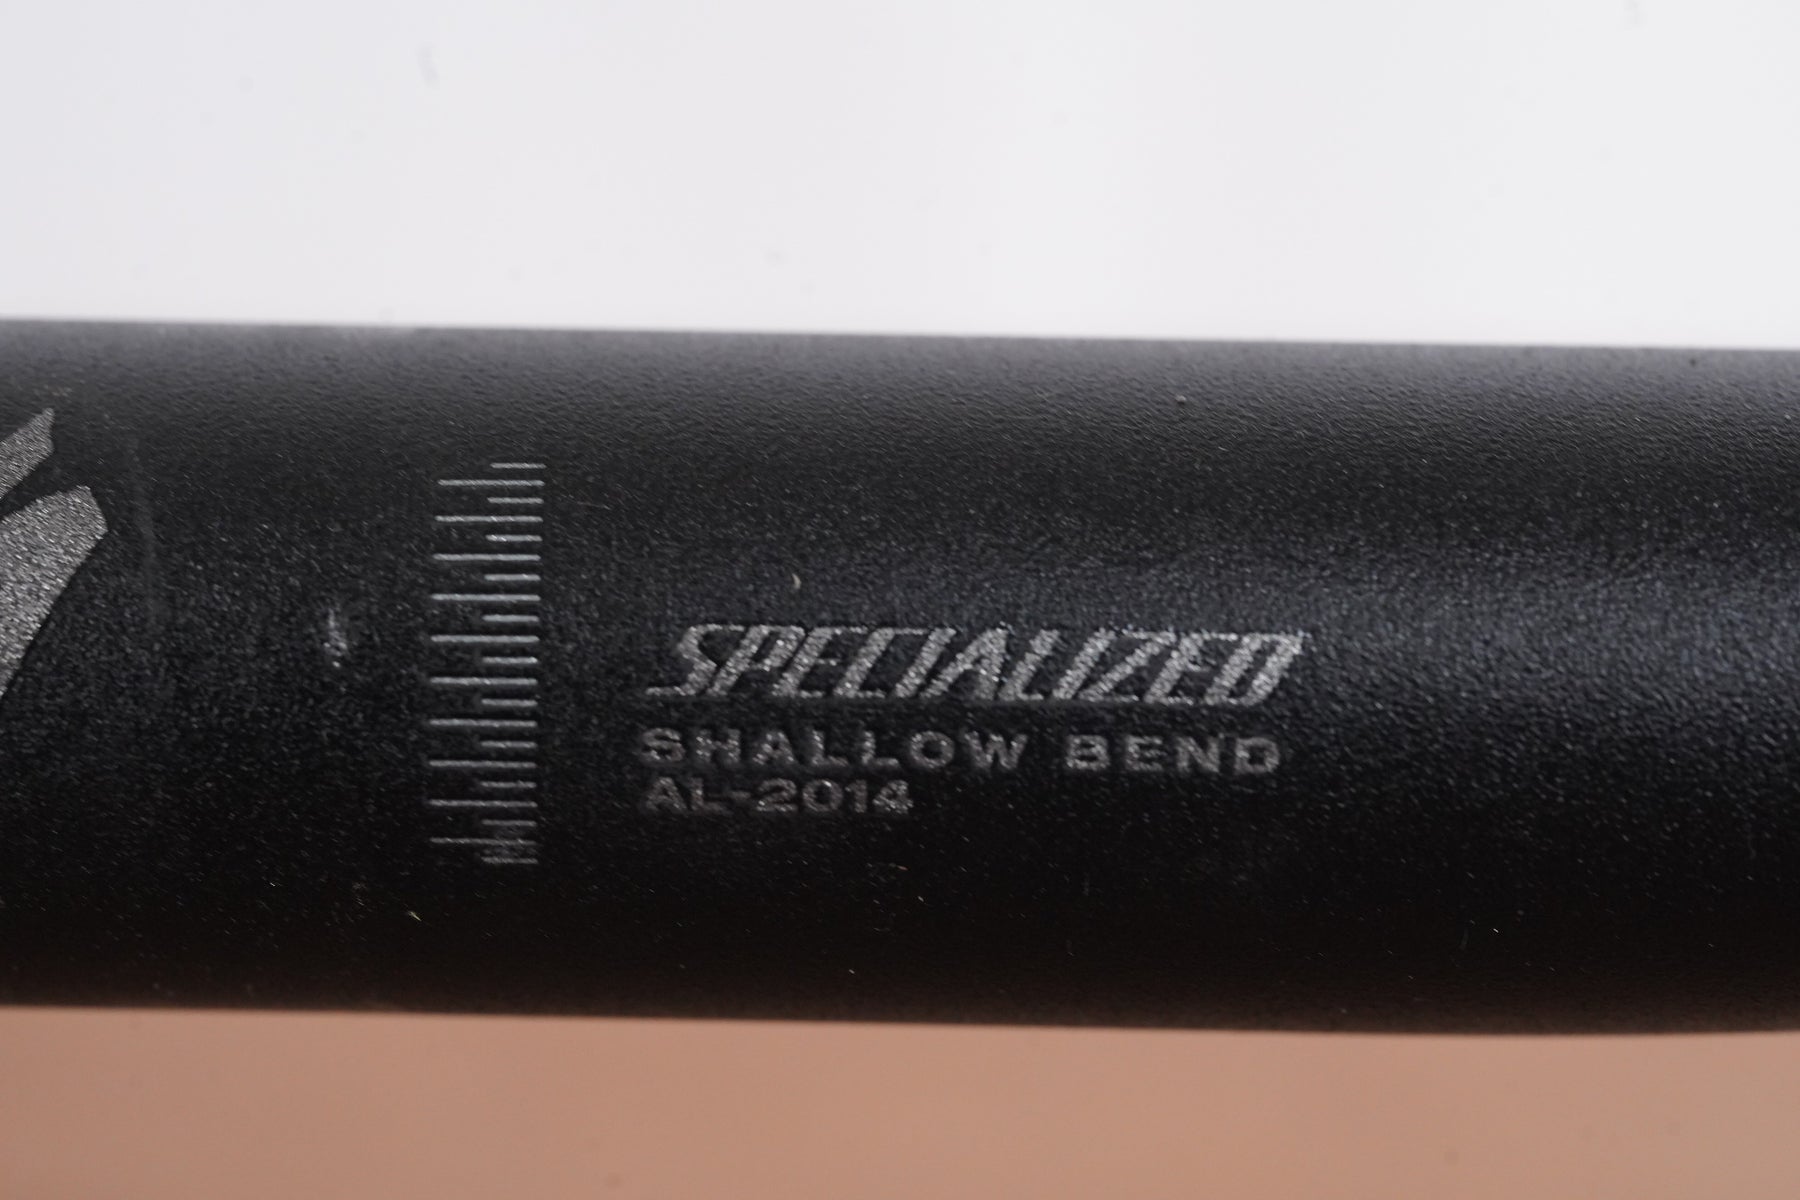 SPECIALIZED
SHALLOW BEND
AL-2014